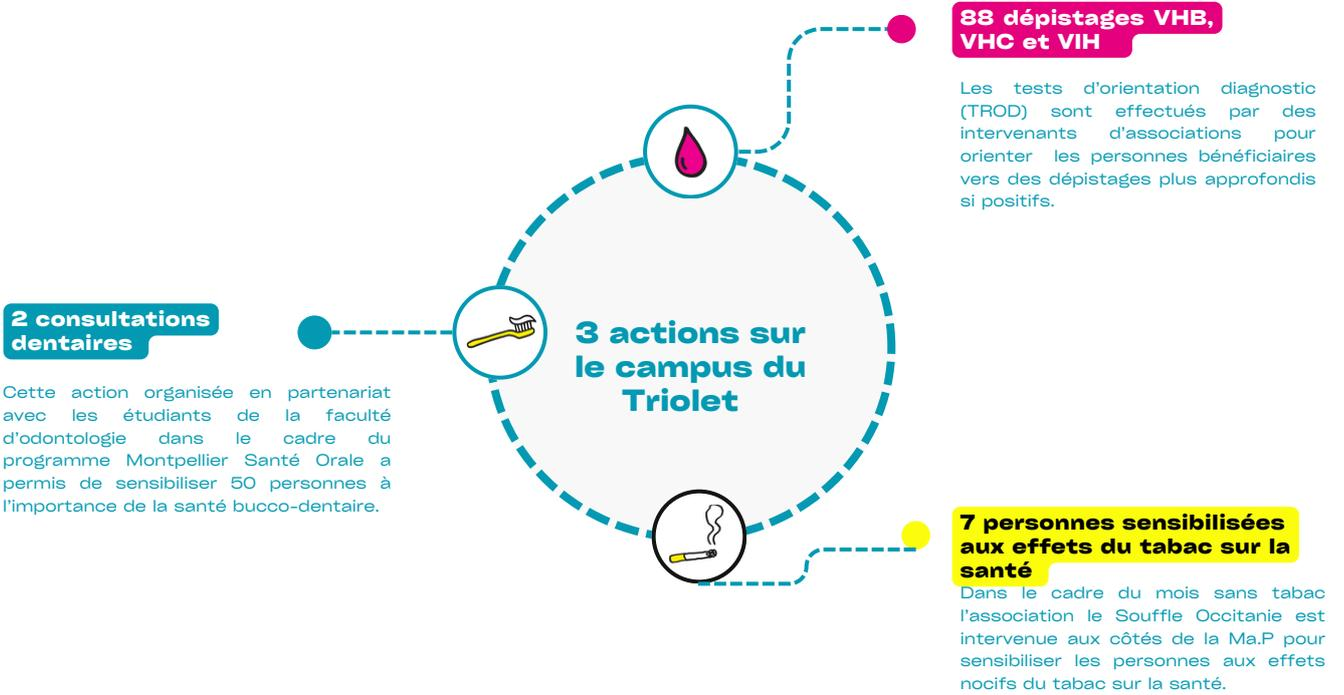 88 dépistages VHB,
VHC et VIH
Les tests d'orientation diagnostic
(TROD) sont effectués par des
intervenants d'associations pour
orienter les personnes bénéficiaires
vers des dépistages plus approfondis
si positifs.
2 consultations
dentaires
Cette action organisée en partenariat
avec les étudiants de la faculté
d'odontologie dans le cadre du
programme Montpellier Santé Orale a
permis de sensibiliser 50 personnes à
l'importance de la santé bucco-dentaire.
3 actions sur
le campus du
Triolet
7 personnes sensibilisées
aux effets du tabac sur la
santé
Dans le cadre du mois sans tabac
l'association le Souffle Occitanie est
intervenue aux côtés de la Ma.P pour
sensibiliser les personnes aux effets
nocifs du tabac sur la santé.